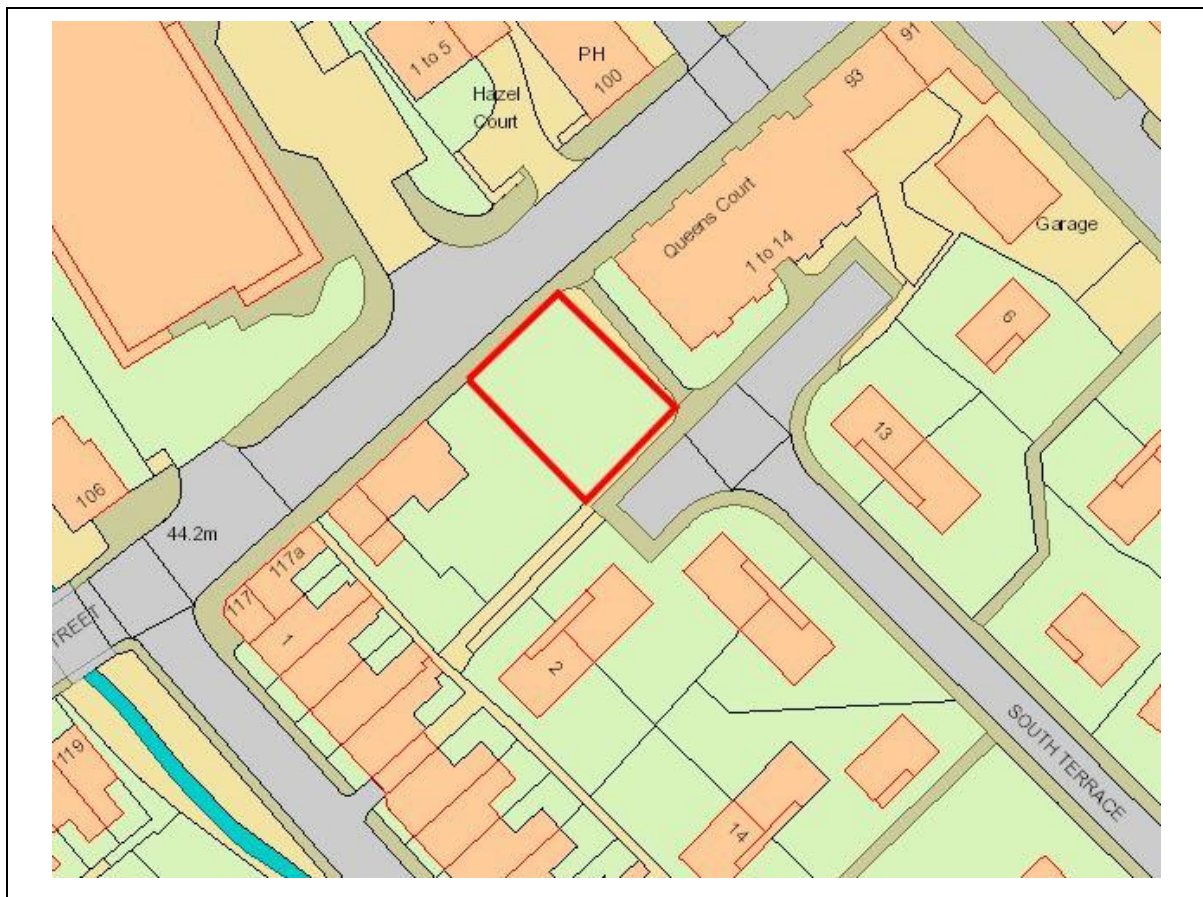 1 to 5
PH
100
Hazel
Court
91
93
Queens Court
1 to 14
Garage
6
13
106
44.2m
117a
117
1
TREET
2
119
14
SOUTH TERRACE